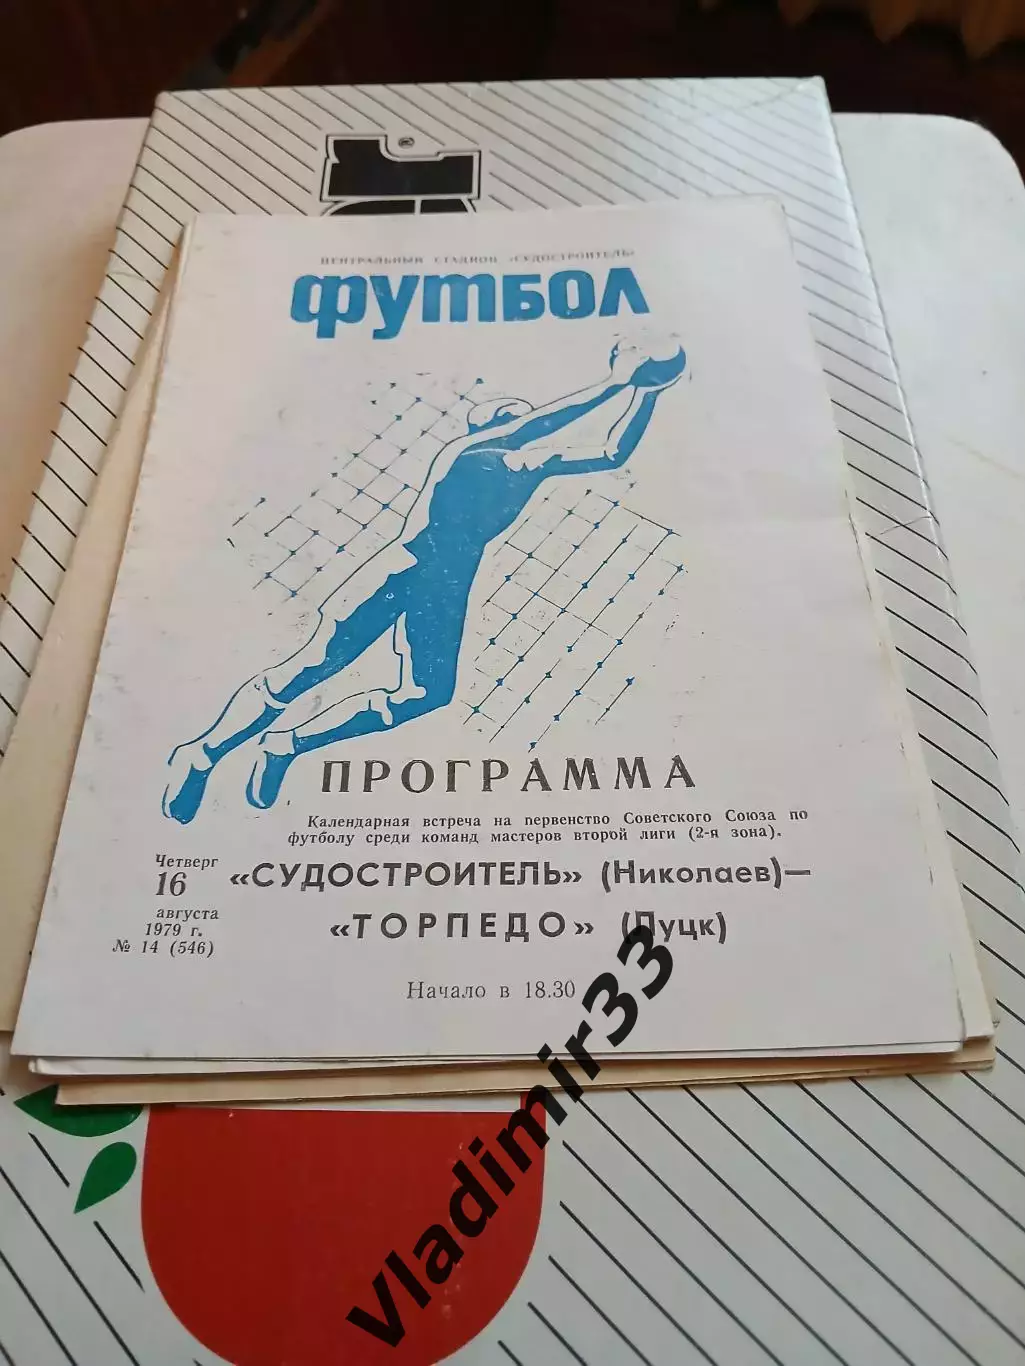 ЦЕНТРАЛЬНЫЙ СТАДИОН «СУДОСТРОИТЕЛЬ»
ФУТБОЛ
ПРОГРАММА
Календарная встреча на первенство Советского Союза по
футболу среди команд мастеров второй лиги (2-я зона).
Четверг
16
августа
1979 г.
№ 14 (546)
«СУДОСТРОИТЕЛЬ» (Николаев)—
«ТОРПЕДО» (Луцк)
Начало в 18.30
Vladimir33